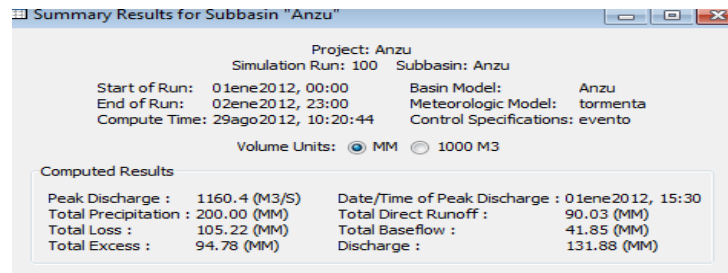 Summary Results for Subbasin "Anzu"
Project: Anzu
Simulation Run: 100 Subbasin: Anzu
Start of Run: 01ene2012, 00:00 Basin Model: Anzu
End of Run: 02ene2012, 23:00 Meteorologic Model: tormenta
Compute Time: 29ago2012, 10:20:44 Control Specifications: evento
Volume Units: MM 1000 M3
Computed Results
Peak Discharge : 1160.4 (M3/S) Date/Time of Peak Discharge : 01ene2012, 15:30
Total Precipitation : 200.00 (MM) Total Direct Runoff : 90.03 (MM)
Total Loss : 105.22 (MM) Total Baseflow : 41.85 (MM)
Total Excess : 94.78 (MM) Discharge : 131.88 (MM)